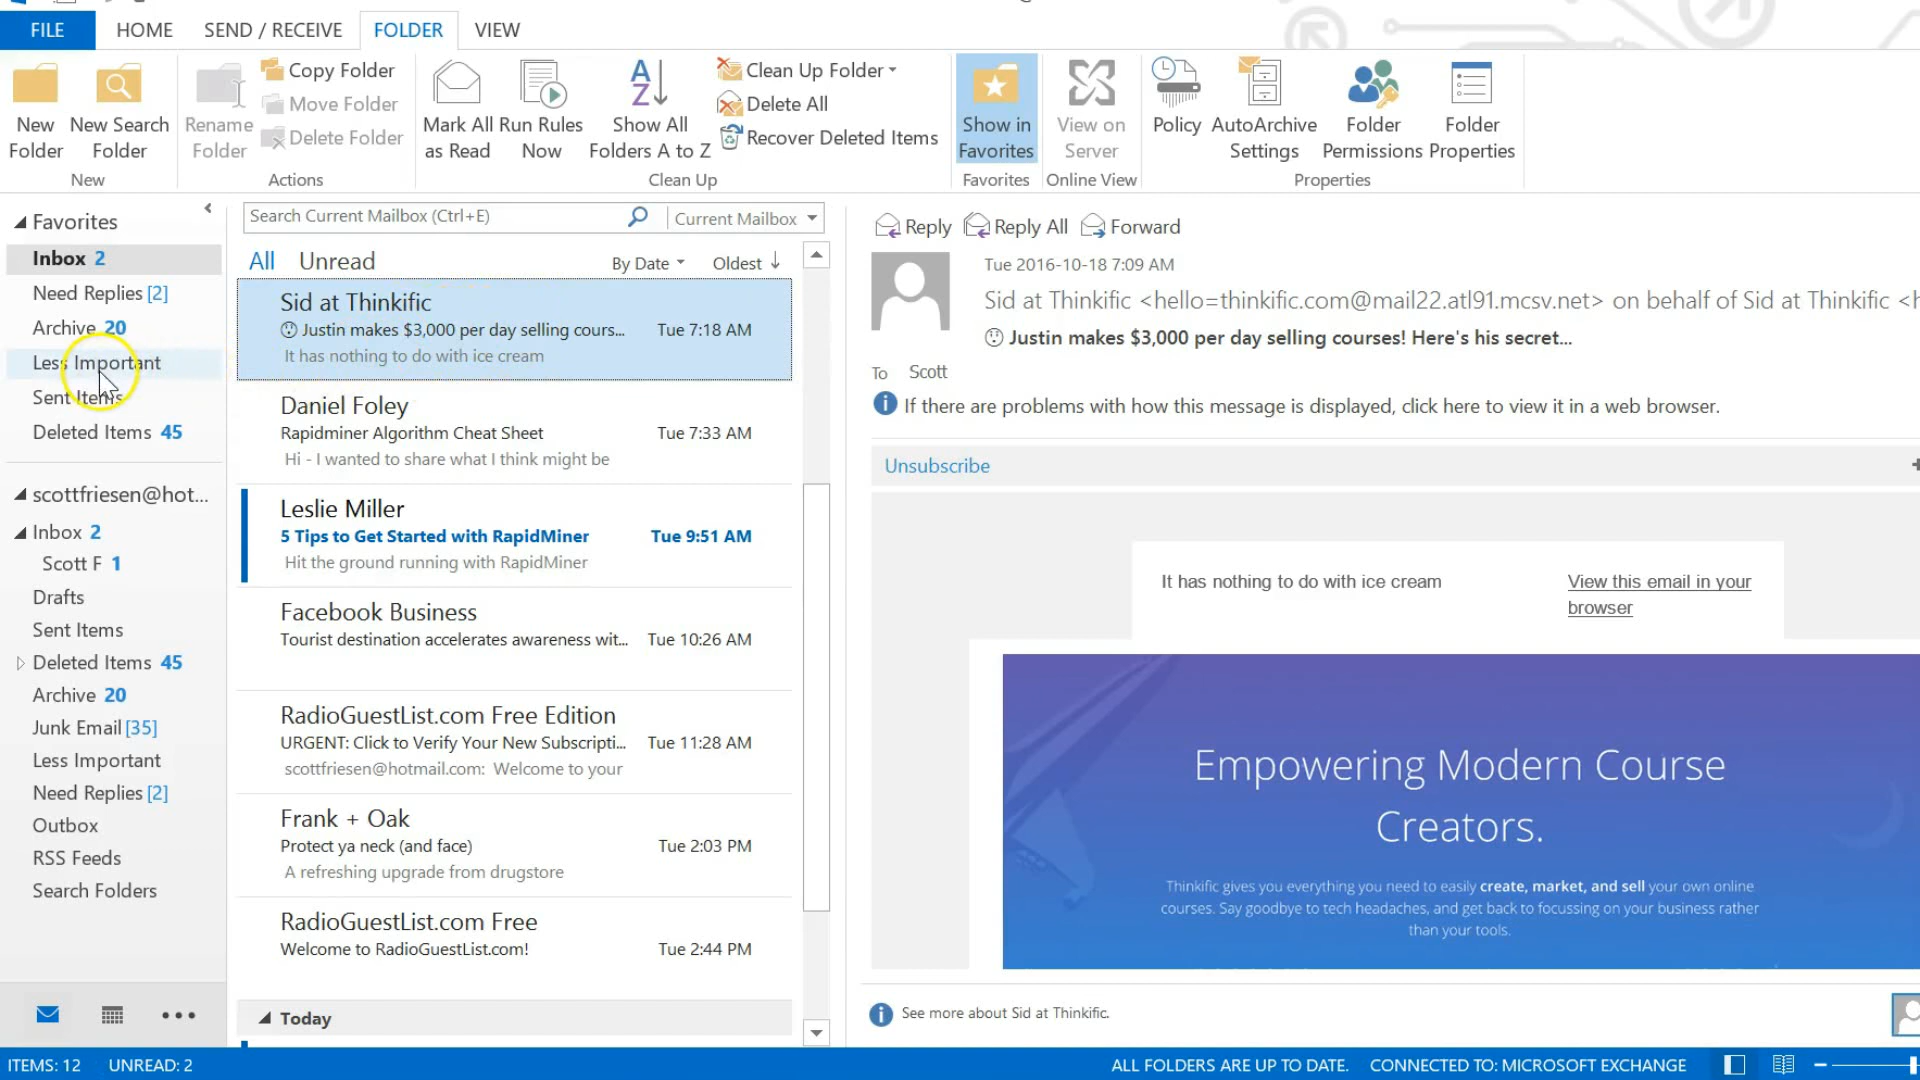 FILE HOME SEND / RECEIVE FOLDER VIEW
New Folder
New Search Folder
New
Rename Folder
Copy Folder
Move Folder
Delete Folder
Actions
Mark All as Read
Run Rules Now
Show All Folders A to Z
Clean Up Folder
Delete All
Recover Deleted Items
Clean Up
Show in Favorites
Favorites
View on Server
Online View
Policy
AutoArchive Settings
Folder Permissions
Folder Properties
Properties
Favorites
Inbox 2
Need Replies [2]
Archive 20
Less Important
Sent Items
Deleted Items 45
scottfriesen@hot...
Inbox 2
Scott F 1
Drafts
Sent Items
Deleted Items 45
Archive 20
Junk Email [35]
Less Important
Need Replies [2]
Outbox
RSS Feeds
Search Folders
Search Current Mailbox (Ctrl+E) Current Mailbox
All Unread By Date Oldest
Sid at Thinkific
Justin makes $3,000 per day selling cours... Tue 7:18 AM
It has nothing to do with ice cream
Daniel Foley
Rapidminer Algorithm Cheat Sheet Tue 7:33 AM
Hi - I wanted to share what I think might be
Leslie Miller
5 Tips to Get Started with RapidMiner Tue 9:51 AM
Hit the ground running with RapidMiner
Facebook Business
Tourist destination accelerates awareness wit... Tue 10:26 AM
RadioGuestList.com Free Edition
URGENT: Click to Verify Your New Subscripti... Tue 11:28 AM
scottfriesen@hotmail.com: Welcome to your
Frank + Oak
Protect ya neck (and face) Tue 2:03 PM
A refreshing upgrade from drugstore
RadioGuestList.com Free
Welcome to RadioGuestList.com! Tue 2:44 PM
Today
Reply Reply All Forward
Tue 2016-10-18 7:09 AM
Sid at Thinkific <hello=thinkific.com@mail22.atl91.mcsv.net> on behalf of Sid at Thinkific <h
Justin makes $3,000 per day selling courses! Here's his secret...
To Scott
If there are problems with how this message is displayed, click here to view it in a web browser.
Unsubscribe
It has nothing to do with ice cream
View this email in your
browser
Empowering Modern Course
Creators.
Thinkific gives you everything you need to easily create, market, and sell your own online
courses. Say goodbye to tech headaches, and get back to focussing on your business rather
than your tools.
See more about Sid at Thinkific.
ITEMS: 12 UNREAD: 2 ALL FOLDERS ARE UP TO DATE. CONNECTED TO: MICROSOFT EXCHANGE